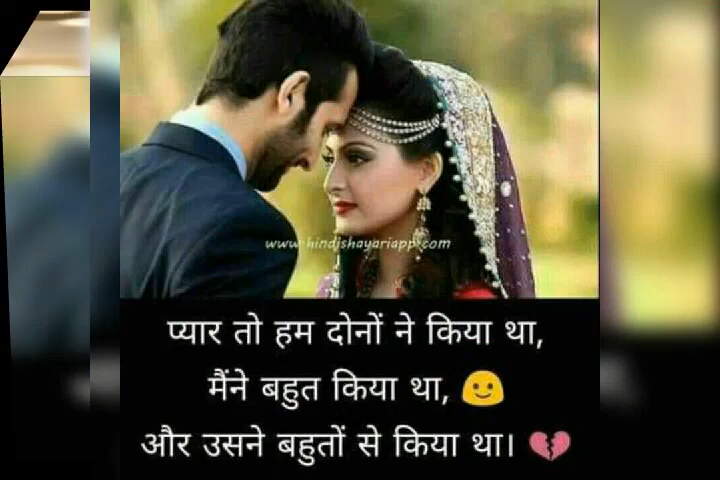 www.hindishayariapp.com
प्यार तो हम दोनों ने किया था,
मैंने बहुत किया था, 🙂
और उसने बहुतों से किया था। 💔